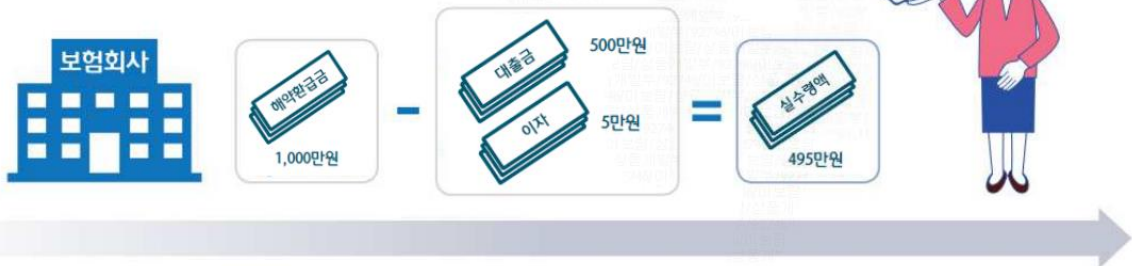 보험회사
해약환급금
1,000만원
대출금
500만원
이자
5만원
실수령액
495만원